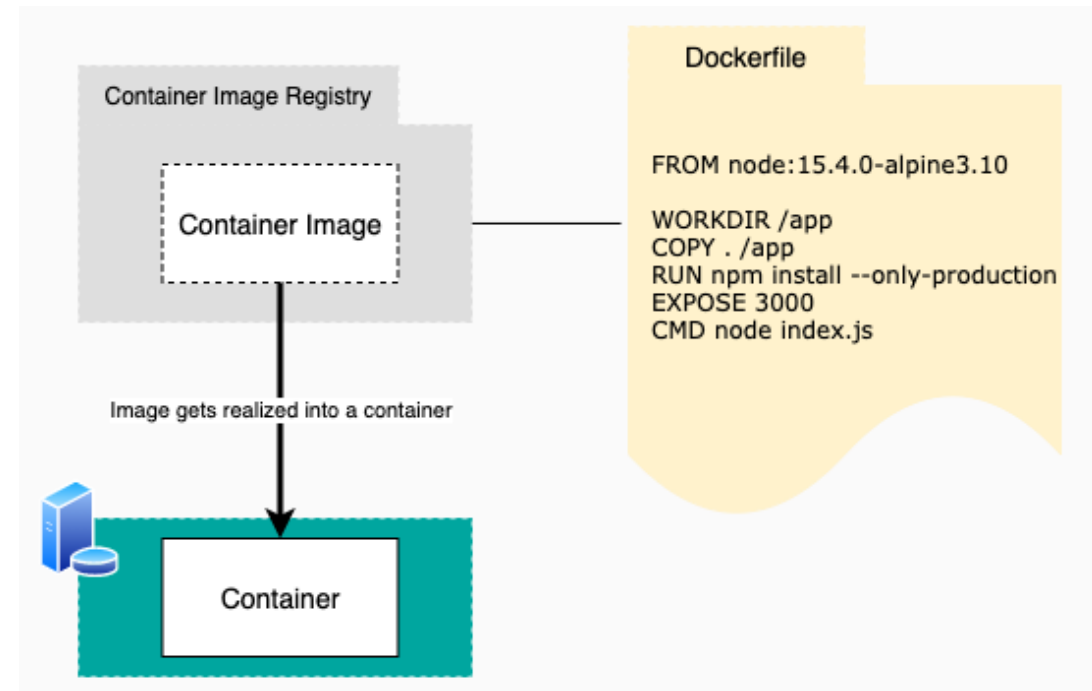 Container Image Registry
Container Image
Image gets realized into a container
Container
Dockerfile
FROM node:15.4.0-alpine3.10
WORKDIR /app
COPY . /app
RUN npm install --only-production
EXPOSE 3000
CMD node index.js